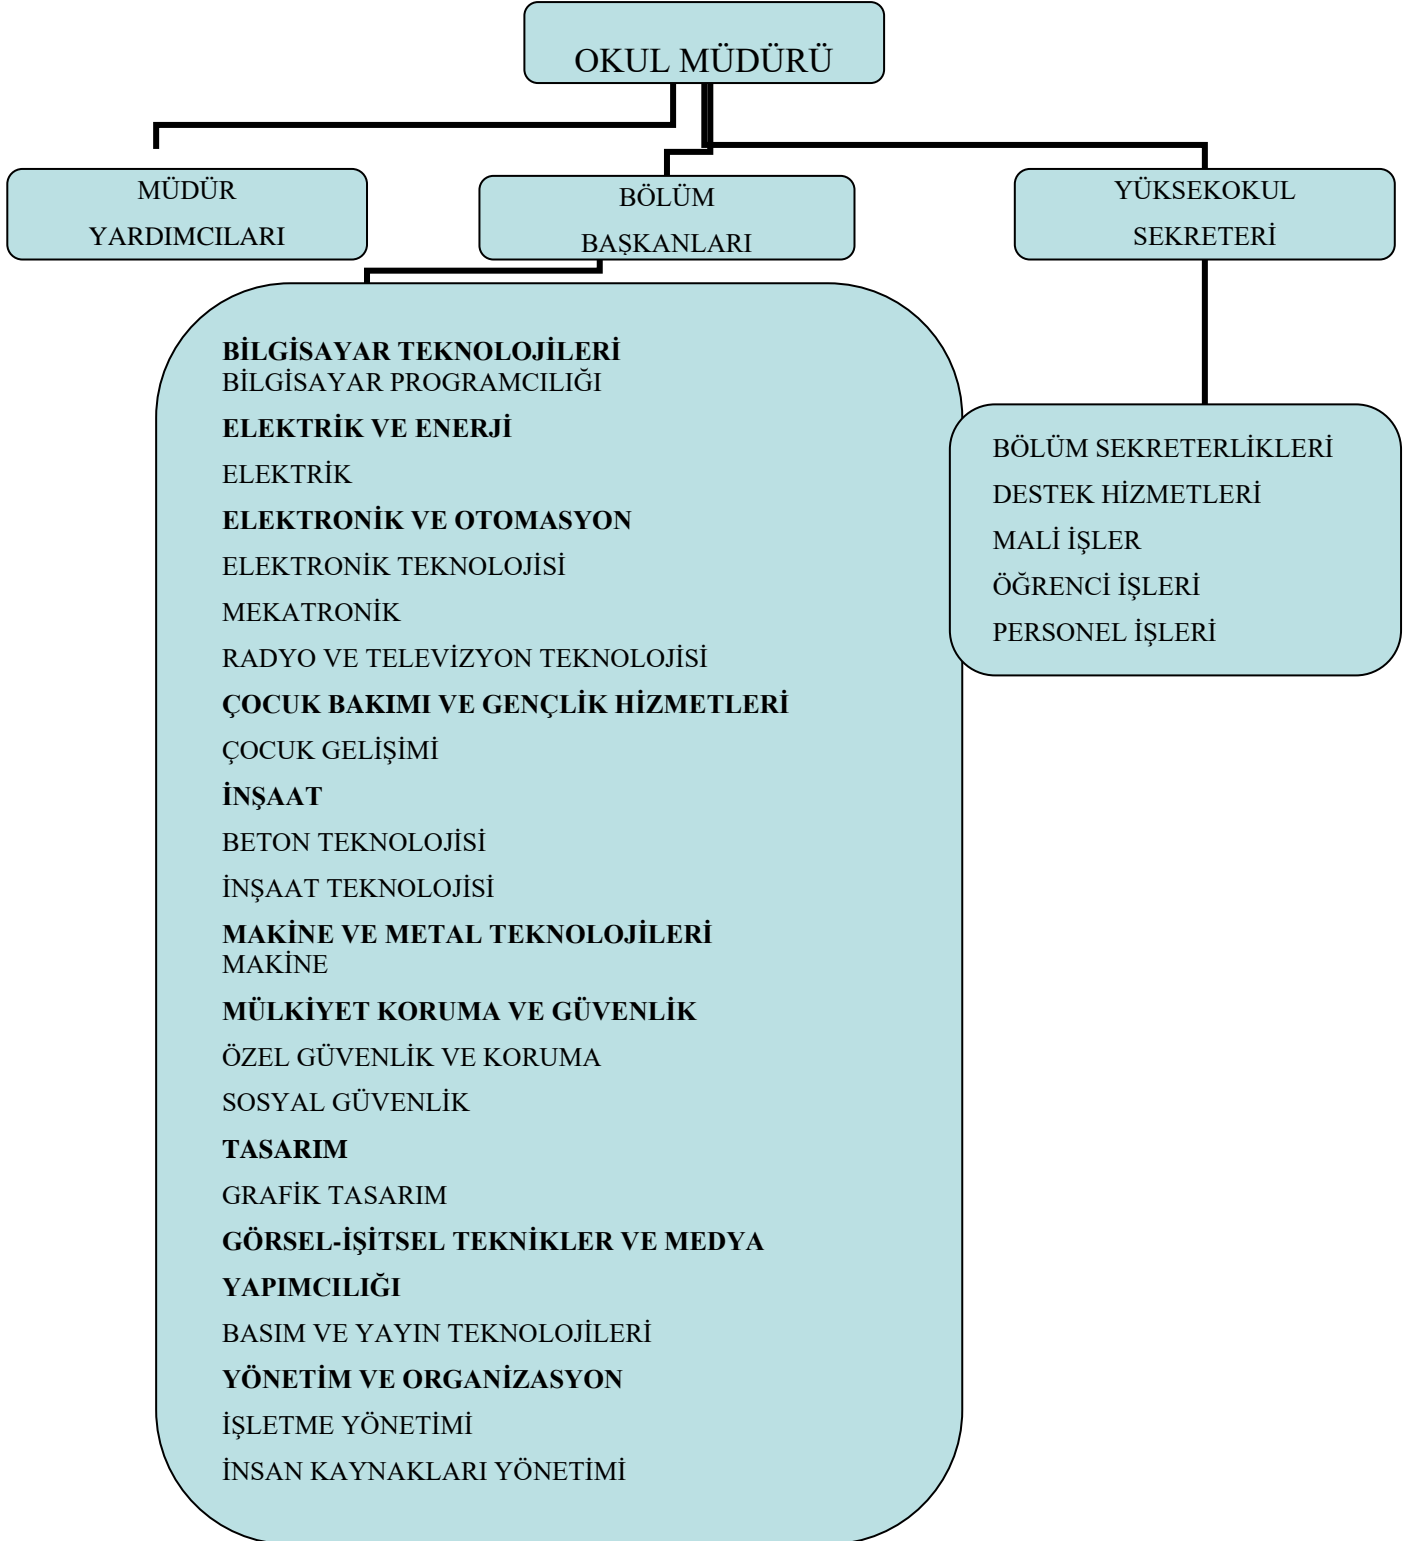 OKUL MÜDÜRÜ
MÜDÜR
YARDIMCILARI
BÖLÜM
BAŞKANLARI
YÜKSEKOKUL
SEKRETERİ
BİLGİSAYAR TEKNOLOJİLERİ
BİLGİSAYAR PROGRAMCILIĞI
ELEKTRİK VE ENERJİ
ELEKTRİK
ELEKTRONİK VE OTOMASYON
ELEKTRONİK TEKNOLOJİSİ
MEKATRONİK
RADYO VE TELEVİZYON TEKNOLOJİSİ
ÇOCUK BAKIMI VE GENÇLİK HİZMETLERİ
ÇOCUK GELİŞİMİ
İNŞAAT
BETON TEKNOLOJİSİ
İNŞAAT TEKNOLOJİSİ
MAKİNE VE METAL TEKNOLOJİLERİ
MAKİNE
MÜLKİYET KORUMA VE GÜVENLİK
ÖZEL GÜVENLİK VE KORUMA
SOSYAL GÜVENLİK
TASARIM
GRAFİK TASARIM
GÖRSEL-İŞİTSEL TEKNİKLER VE MEDYA
YAPIMCILIĞI
BASIM VE YAYIN TEKNOLOJİLERİ
YÖNETİM VE ORGANİZASYON
İŞLETME YÖNETİMİ
İNSAN KAYNAKLARI YÖNETİMİ
BÖLÜM SEKRETERLİKLERİ
DESTEK HİZMETLERİ
MALİ İŞLER
ÖĞRENCİ İŞLERİ
PERSONEL İŞLERİ